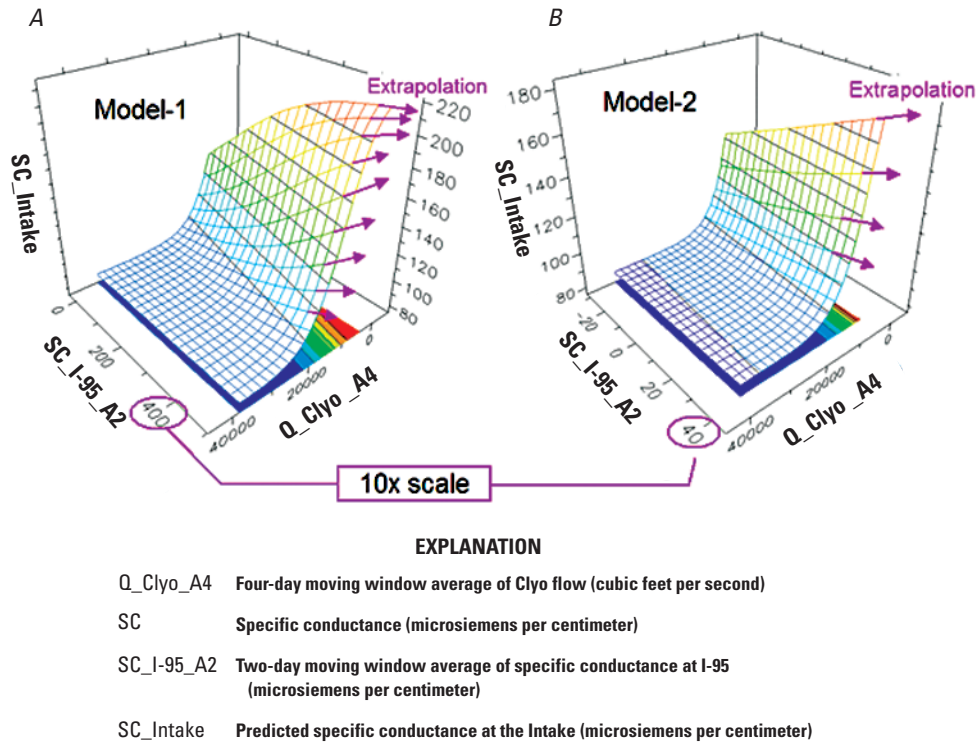 A
B
Model-1
Extrapolation
SC_Intake
220
200
180
160
140
120
100
80
0
200
400
SC_I-95_A2
0
20000
40000
Q_Clyo _A4
Model-2
Extrapolation
SC_Intake
180
160
140
120
100
80
-20
0
20
40
SC_I-95_A2
0
20000
40000
Q_Clyo _A4
10x scale
EXPLANATION
Q_Clyo_A4 Four-day moving window average of Clyo flow (cubic feet per second)
SC Specific conductance (microsiemens per centimeter)
SC_I-95_A2 Two-day moving window average of specific conductance at I-95
(microsiemens per centimeter)
SC_Intake Predicted specific conductance at the Intake (microsiemens per centimeter)